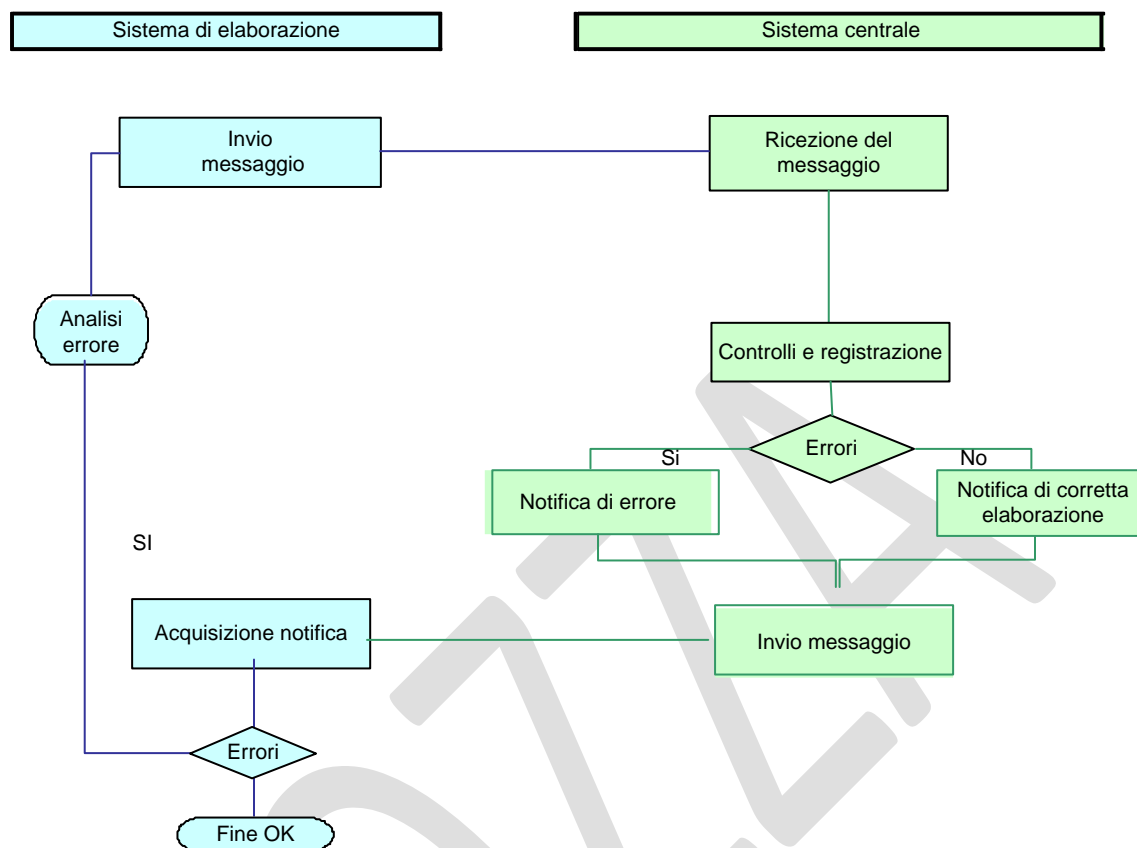 Sistema di elaborazione
Sistema centrale
Invio
messaggio
Ricezione del
messaggio
Analisi
errore
Controlli e registrazione
Errori
Si
No
Notifica di errore
Notifica di corretta
elaborazione
SI
Acquisizione notifica
Invio messaggio
Errori
Fine OK